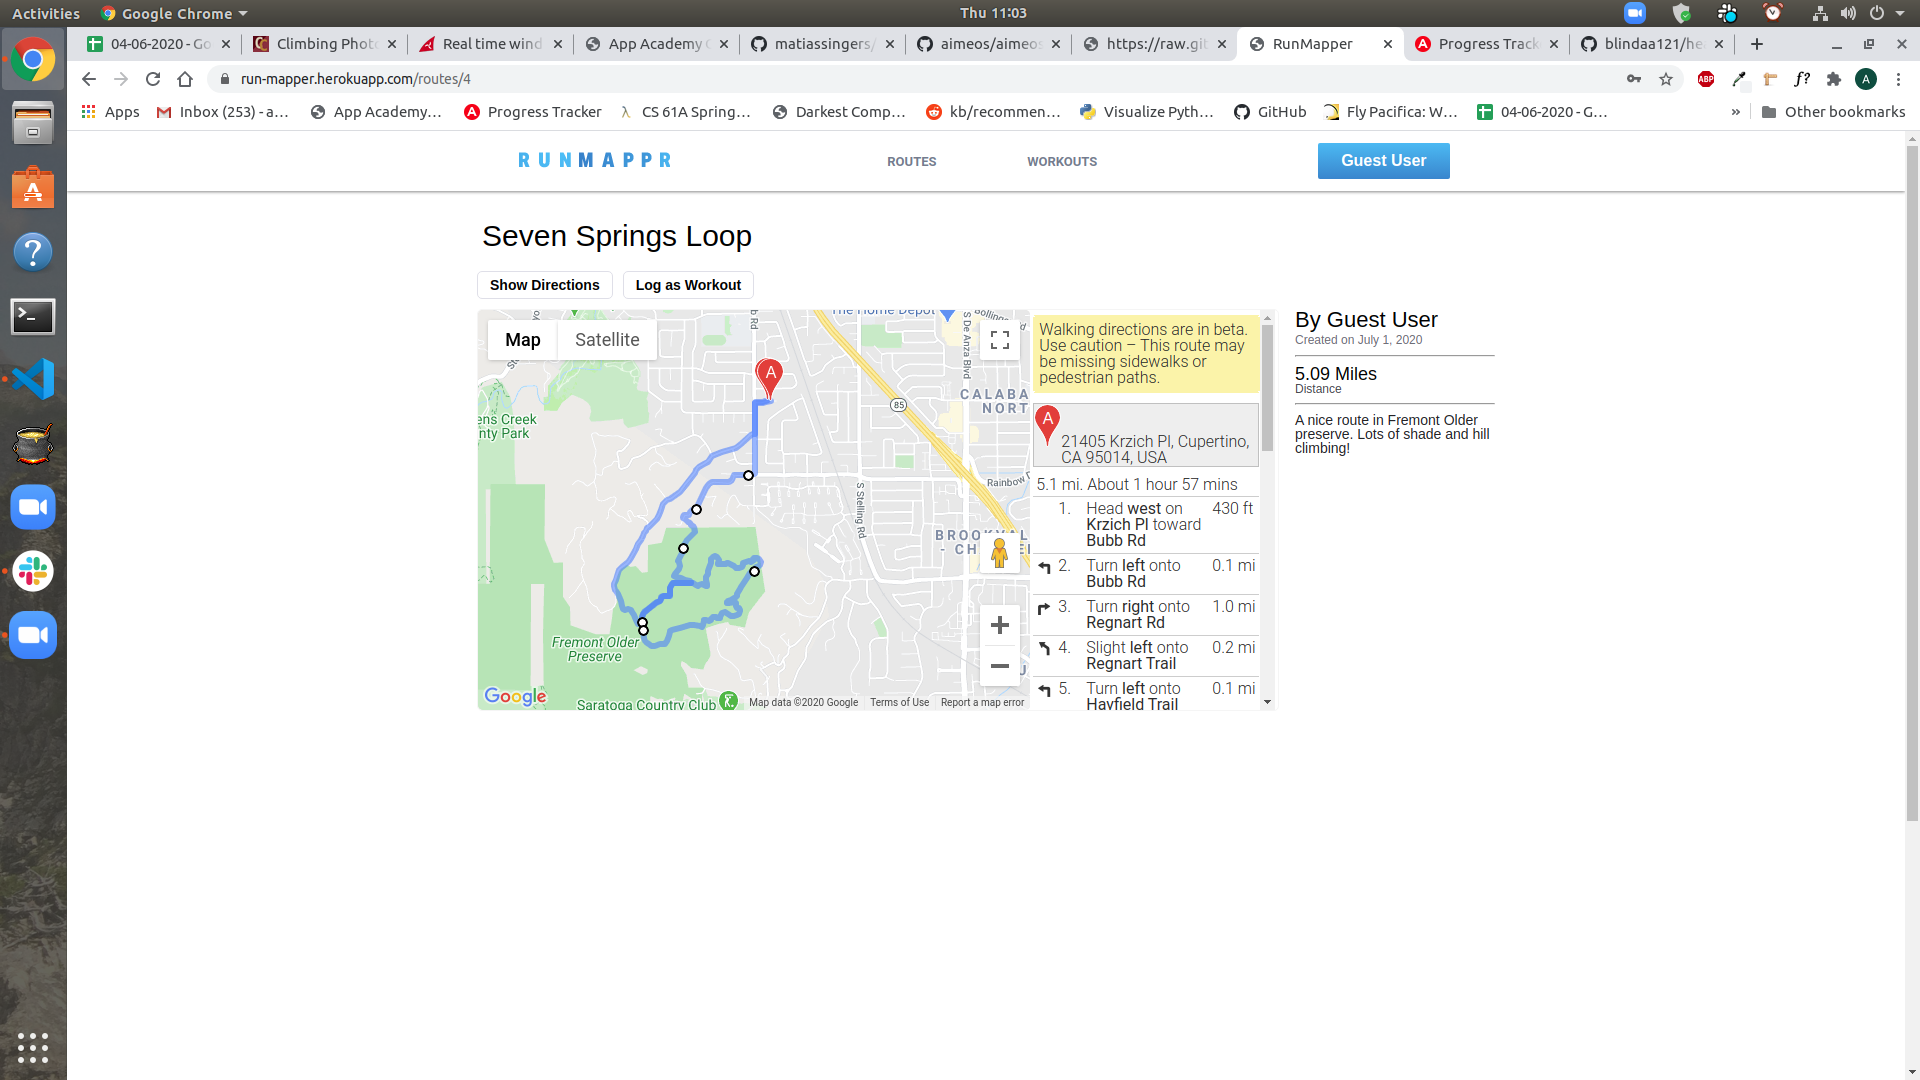 Activities
Google Chrome
Thu 11:03
04-06-2020 - Go
Climbing Phot
Real time wind
App Academy
matiassingers/
aimeos/aimeos
https://raw.git
RunMapper
Progress Track
blindaa121/he
run-mapper.herokuapp.com/routes/4
ABP
f?
A
Apps
Inbox (253) - a...
App Academy...
Progress Tracker
CS 61A Spring...
Darkest Comp...
kb/recommen...
Visualize Pyth...
GitHub
Fly Pacifica: W...
04-06-2020 - G...
»
Other bookmarks
RUNMAPPR
ROUTES
WORKOUTS
Guest User
Seven Springs Loop
Show Directions
Log as Workout
Map
Satellite
The Home Depot
b Rd
S De Anza Blvd
Bollinger Rd
A
85
CALABA
NORT
ens Creek
nty Park
Rainbow D
S Stelling Rd
BROOKVAL
- CH
Fremont Older
Preserve
Saratoga Country Club
Google
Map data ©2020 Google
Terms of Use
Report a map error
Walking directions are in beta.
Use caution – This route may
be missing sidewalks or
pedestrian paths.
A
21405 Krzich Pl, Cupertino,
CA 95014, USA
5.1 mi. About 1 hour 57 mins
1. Head west on 430 ft
Krzich Pl toward
Bubb Rd
2. Turn left onto 0.1 mi
Bubb Rd
3. Turn right onto 1.0 mi
Regnart Rd
4. Slight left onto 0.2 mi
Regnart Trail
5. Turn left onto 0.1 mi
Hayfield Trail
By Guest User
Created on July 1, 2020
5.09 Miles
Distance
A nice route in Fremont Older
preserve. Lots of shade and hill
climbing!